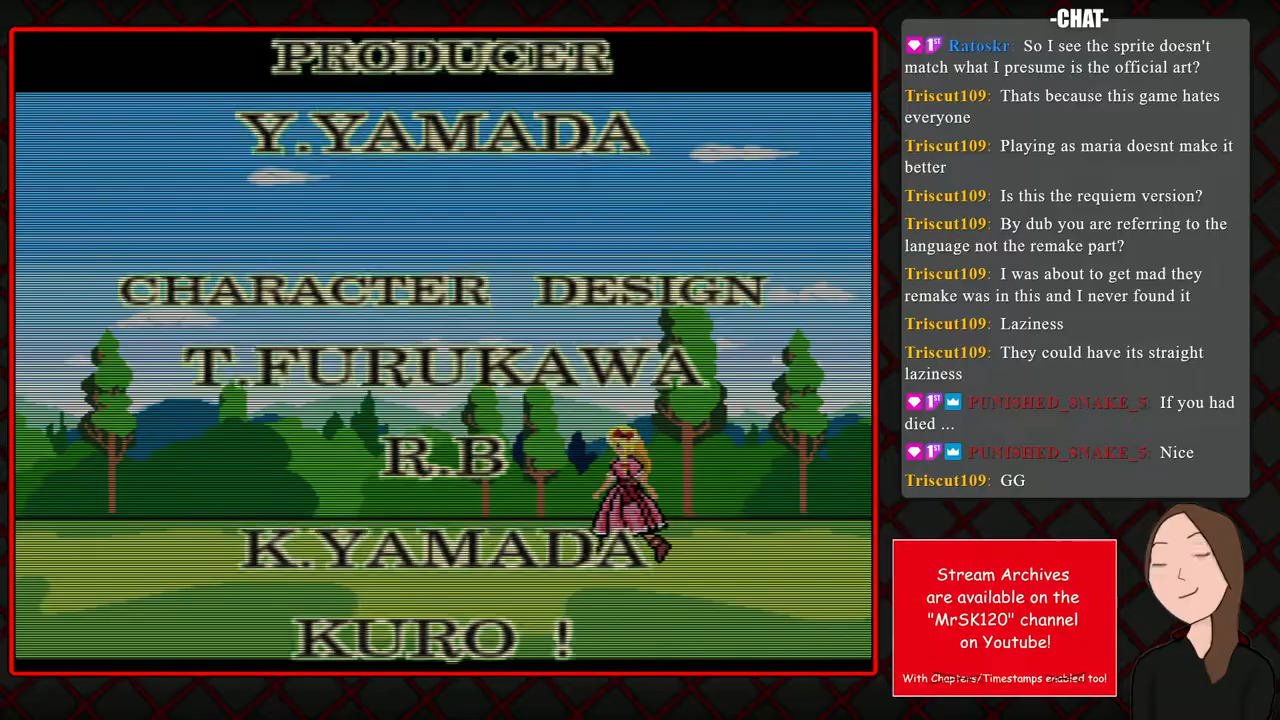 PRODUCER
Y.YAMADA
CHARACTER DESIGN
T.FURUKAWA
R.B
K.YAMADA
KURO !
-CHAT-
1ST Ratoskr: So I see the sprite doesn't
match what I presume is the official art?
Triscut109: Thats because this game hates
everyone
Triscut109: Playing as maria doesnt make it
better
Triscut109: Is this the requiem version?
Triscut109: By dub you are referring to the
language not the remake part?
Triscut109: I was about to get mad they
remake was in this and I never found it
Triscut109: Laziness
Triscut109: They could have its straight
laziness
1ST PUNISHED_SNAKE_5: If you had
died ...
1ST PUNISHED_SNAKE_5: Nice
Triscut109: GG
Stream Archives
are available on the
"MrSK120" channel
on Youtube!
With Chapters/Timestamps enabled too!